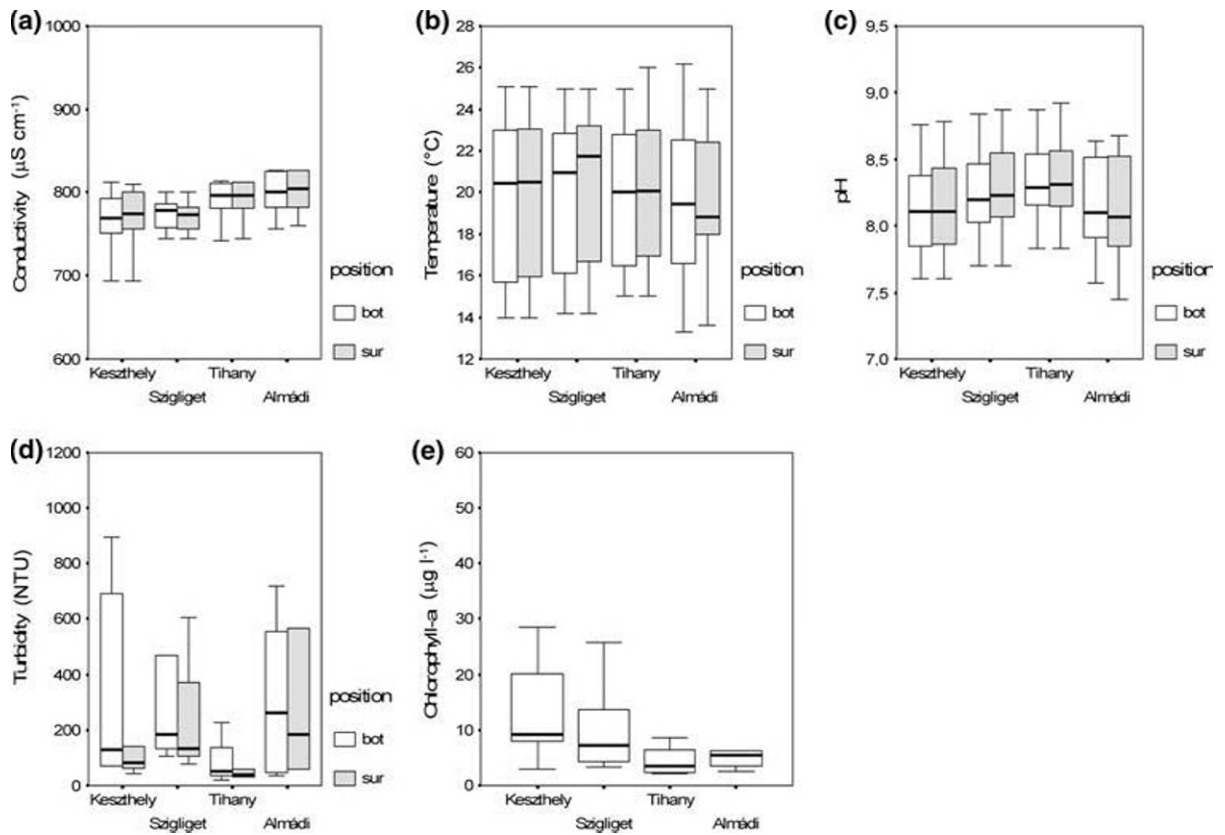 (a)
1000
900
800
700
600
Conductivity (µS cm⁻¹)
Keszthely
Szigliget
Tihany
Almádi
position
bot
sur
(b)
28
26
24
22
20
18
16
14
12
Temperature (°C)
Keszthely
Szigliget
Tihany
Almádi
position
bot
sur
(c)
9.5
9.0
8.5
8.0
7.5
7.0
pH
Keszthely
Szigliget
Tihany
Almádi
position
bot
sur
(d)
1200
1000
800
600
400
200
0
Turbidity (NTU)
Keszthely
Szigliget
Tihany
Almádi
position
bot
sur
(e)
60
50
40
30
20
10
0
Chlorophyll-a (µg l⁻¹)
Keszthely
Szigliget
Tihany
Almádi